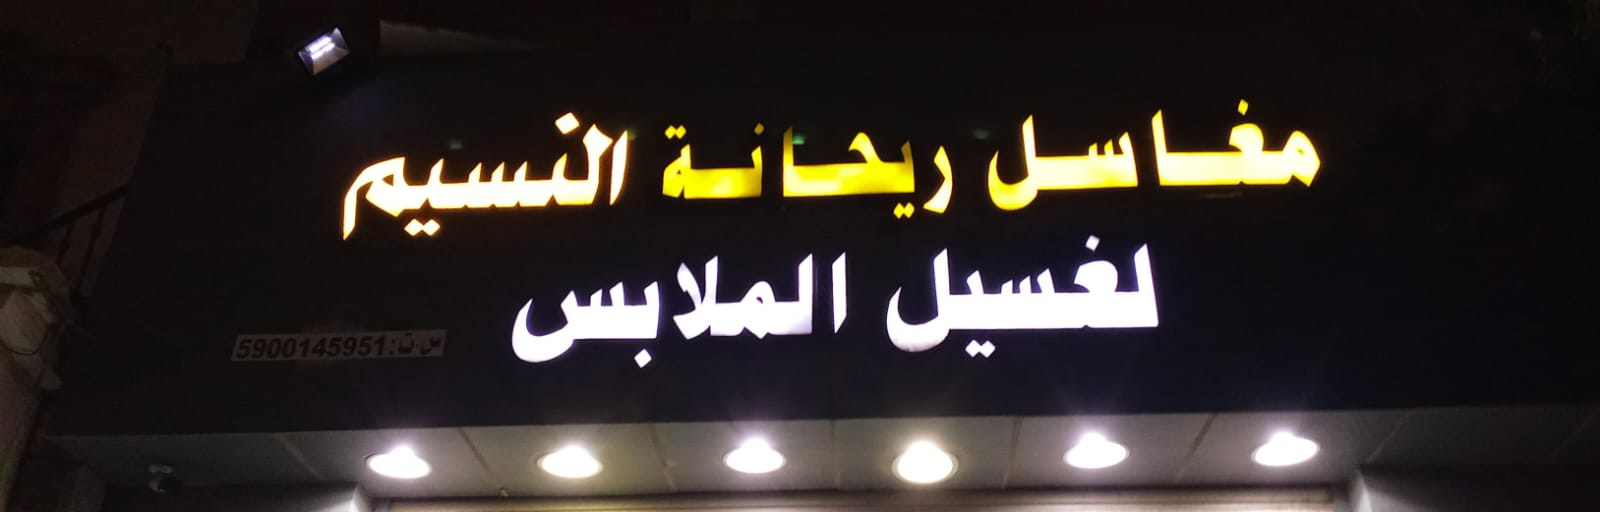 مغاسل ريحانة النسيم
لغسيل الملابس
س.ت: 5900145951